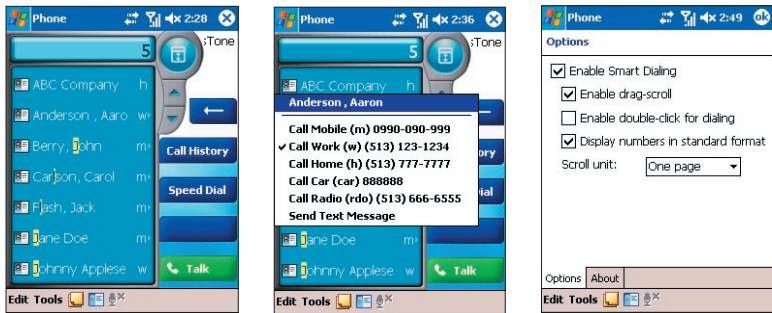 Phone 2:28
5
sTone
ABC Company h
Anderson , Aaro w
Berry, John m
Call History
Carlson, Carol m
Speed Dial
Flash, Jack m
Jane Doe m
Johnny Applese w
Talk
Edit Tools
Phone 2:36
5
sTone
ABC Company h
Anderson , Aaron
Call Mobile (m) 0990-090-999
Call Work (w) (513) 123-1234
Call Home (h) (513) 777-7777
Call Car (car) 888888
Call Radio (rdo) (513) 666-6555
Send Text Message
ory
ial
Jane Doe m
Johnny Applese w
Talk
Edit Tools
Phone 2:49 ok
Options
Enable Smart Dialing
Enable drag-scroll
Enable double-click for dialing
Display numbers in standard format
Scroll unit: One page
Options About
Edit Tools